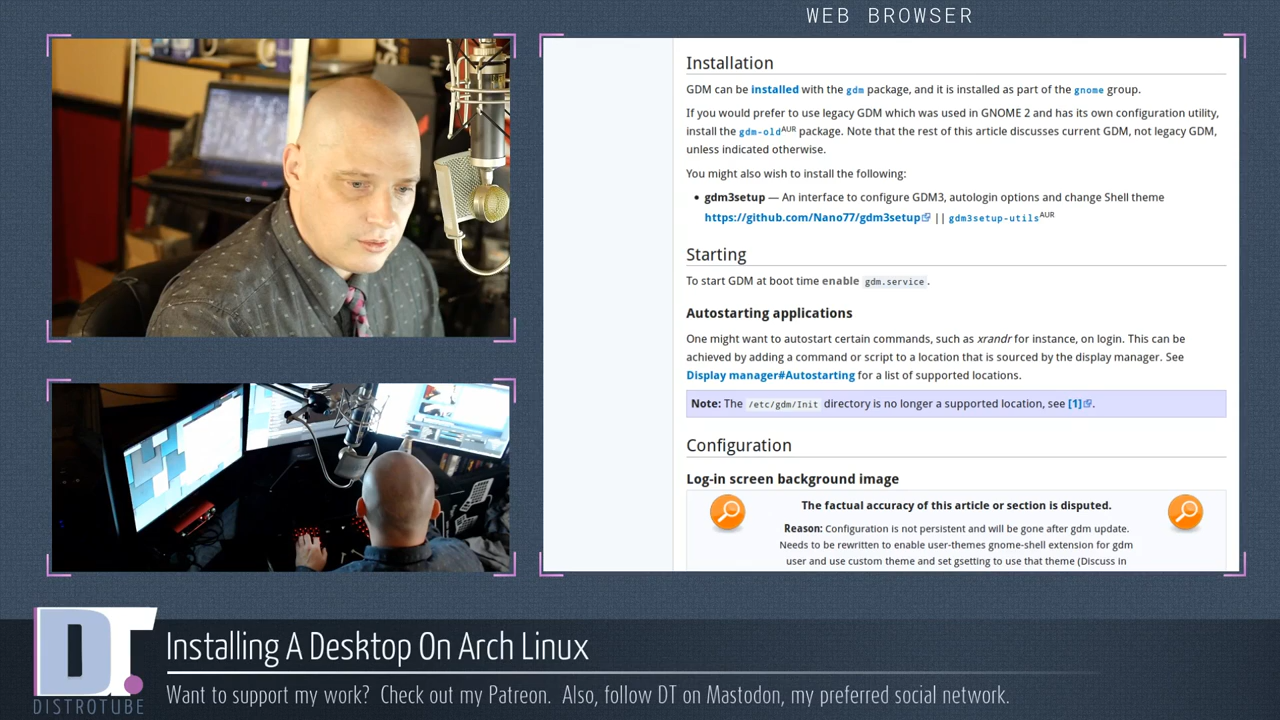 WEB BROWSER
Installation
GDM can be installed with the gdm package, and it is installed as part of the gnome group.
If you would prefer to use legacy GDM which was used in GNOME 2 and has its own configuration utility,
install the gdm-oldAUR package. Note that the rest of this article discusses current GDM, not legacy GDM,
unless indicated otherwise.
You might also wish to install the following:
• gdm3setup — An interface to configure GDM3, autologin options and change Shell theme
https://github.com/Nano77/gdm3setup || gdm3setup-utilsAUR
Starting
To start GDM at boot time enable gdm.service.
Autostarting applications
One might want to autostart certain commands, such as xrandr for instance, on login. This can be
achieved by adding a command or script to a location that is sourced by the display manager. See
Display manager#Autostarting for a list of supported locations.
Note: The /etc/gdm/Init directory is no longer a supported location, see [1].
Configuration
Log-in screen background image
The factual accuracy of this article or section is disputed.
Reason: Configuration is not persistent and will be gone after gdm update.
Needs to be rewritten to enable user-themes gnome-shell extension for gdm
user and use custom theme and set gsetting to use that theme (Discuss in
DT
DISTROTUBE
Installing A Desktop On Arch Linux
Want to support my work? Check out my Patreon. Also, follow DT on Mastodon, my preferred social network.